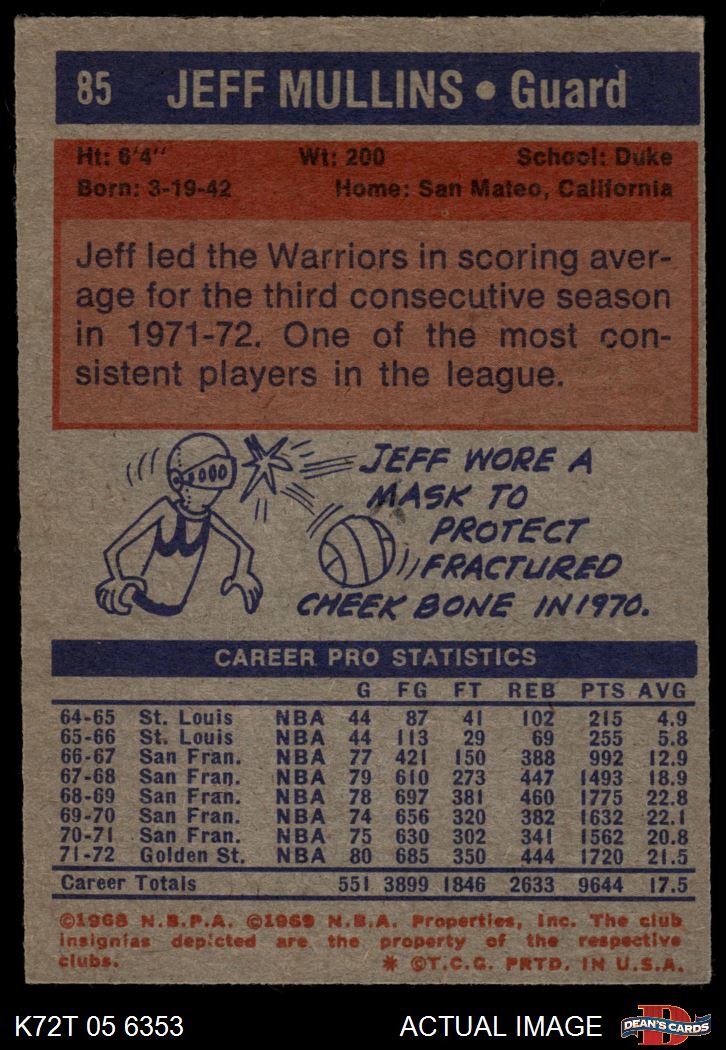 85 JEFF MULLINS • Guard
Ht: 6'4'' Wt: 200 School: Duke
Born: 3-19-42 Home: San Mateo, California
Jeff led the Warriors in scoring aver-
age for the third consecutive season
in 1971-72. One of the most con-
sistent players in the league.
JEFF WORE A
MASK TO
PROTECT
FRACTURED
CHEEK BONE IN 1970.
CAREER PRO STATISTICS
G FG FT REB PTS AVG
64-65 St. Louis NBA 44 87 41 102 215 4.9
65-66 St. Louis NBA 44 113 29 69 255 5.8
66-67 San Fran. NBA 77 421 150 388 992 12.9
67-68 San Fran. NBA 79 610 273 447 1493 18.9
68-69 San Fran. NBA 78 697 381 460 1775 22.8
69-70 San Fran. NBA 74 656 320 382 1632 22.1
70-71 San Fran. NBA 75 630 302 341 1562 20.8
71-72 Golden St. NBA 80 685 350 444 1720 21.5
Career Totals 551 3899 1846 2633 9644 17.5
©1968 N.B.P.A. ©1969 N.B.A. Properties, Inc. The club
insignias depicted are the property of the respective
clubs. * ©T.C.G. PRTD. IN U.S.A.
K72T 05 6353 ACTUAL IMAGE DEAN'S CARDS